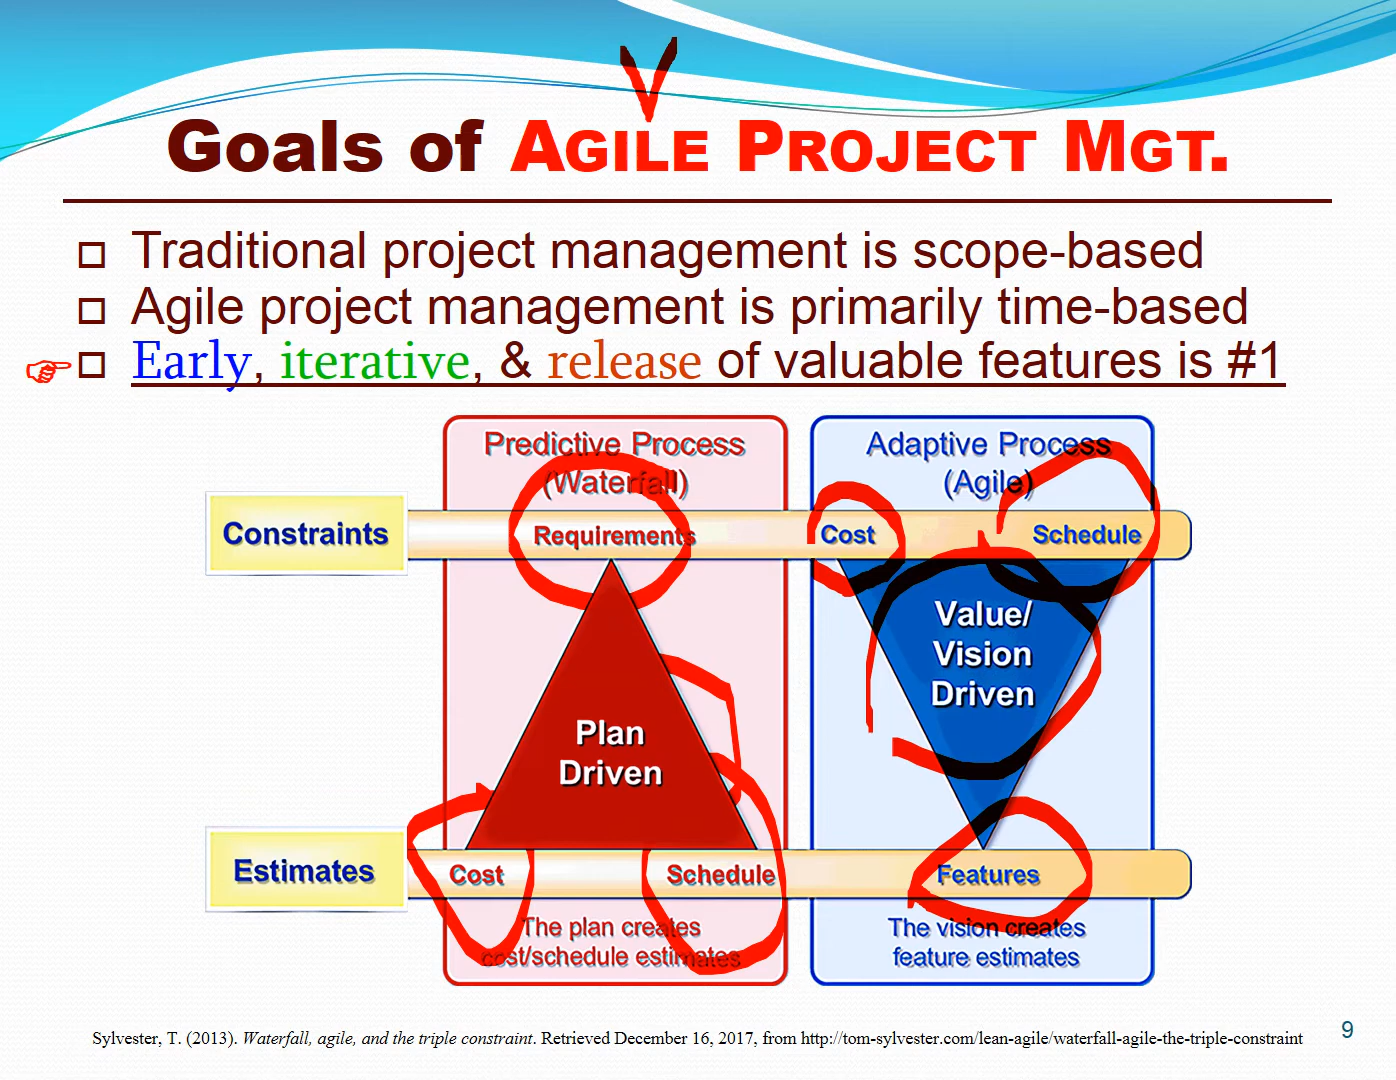 Goals of AGILE PROJECT MGT.
Traditional project management is scope-based
Agile project management is primarily time-based
Early, iterative, & release of valuable features is #1
Predictive Process
(Waterfall)
Adaptive Process
(Agile)
Constraints
Requirements
Cost
Schedule
Value/
Vision
Driven
Plan
Driven
Estimates
Cost
Schedule
Features
The plan creates
cost/schedule estimates
The vision creates
feature estimates
Sylvester, T. (2013). Waterfall, agile, and the triple constraint. Retrieved December 16, 2017, from http://tom-sylvester.com/lean-agile/waterfall-agile-the-triple-constraint
9